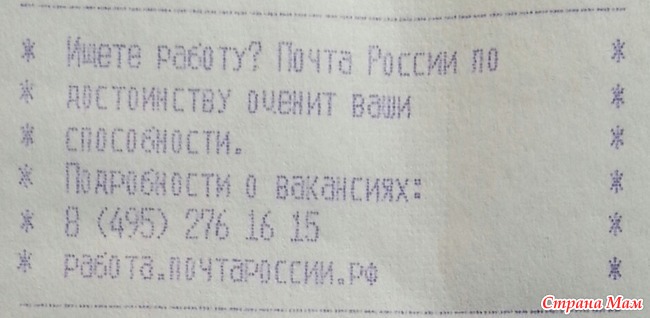 * Ищете работу? Почта России по *
* достоинству оценит ваши *
* способности. *
* Подробности о вакансиях: *
* 8 (495) 276 16 15 *
* работа.почтароссии.рф *
Страна Мам